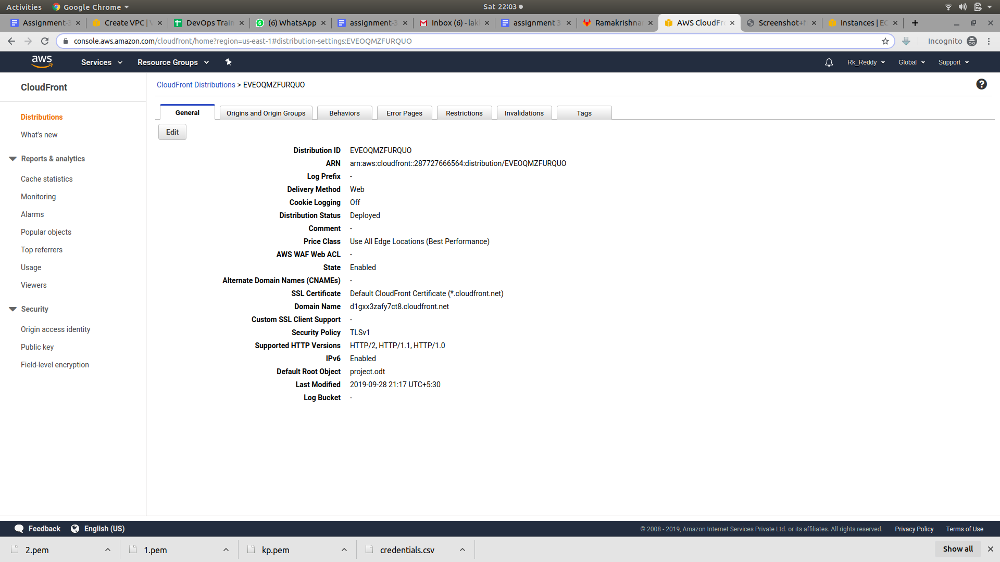 Activities Google Chrome Sat 22:03
Assignment-3 Create VPC | V DevOps Train (6) WhatsApp assignment-3 Inbox (6) - lak assignment 3 Ramakrishna AWS CloudFr Screenshot+f Instances | EC
console.aws.amazon.com/cloudfront/home?region=us-east-1#distribution-settings:EVEOQMZFURQUO Incognito
aws Services Resource Groups Rk_Reddy Global Support
CloudFront
CloudFront Distributions > EVEOQMZFURQUO
Distributions
What's new
Reports & analytics
Cache statistics
Monitoring
Alarms
Popular objects
Top referrers
Usage
Viewers
Security
Origin access identity
Public key
Field-level encryption
General Origins and Origin Groups Behaviors Error Pages Restrictions Invalidations Tags
Edit
Distribution ID EVEOQMZFURQUO
ARN arn:aws:cloudfront::287727666564:distribution/EVEOQMZFURQUO
Log Prefix -
Delivery Method Web
Cookie Logging Off
Distribution Status Deployed
Comment -
Price Class Use All Edge Locations (Best Performance)
AWS WAF Web ACL -
State Enabled
Alternate Domain Names (CNAMEs) -
SSL Certificate Default CloudFront Certificate (*.cloudfront.net)
Domain Name d1gxx3zafy7ct8.cloudfront.net
Custom SSL Client Support -
Security Policy TLSv1
Supported HTTP Versions HTTP/2, HTTP/1.1, HTTP/1.0
IPv6 Enabled
Default Root Object project.odt
Last Modified 2019-09-28 21:17 UTC+5:30
Log Bucket -
Feedback English (US) © 2008 - 2019, Amazon Internet Services Private Ltd. or its affiliates. All rights reserved. Privacy Policy Terms of Use
2.pem 1.pem kp.pem credentials.csv Show all